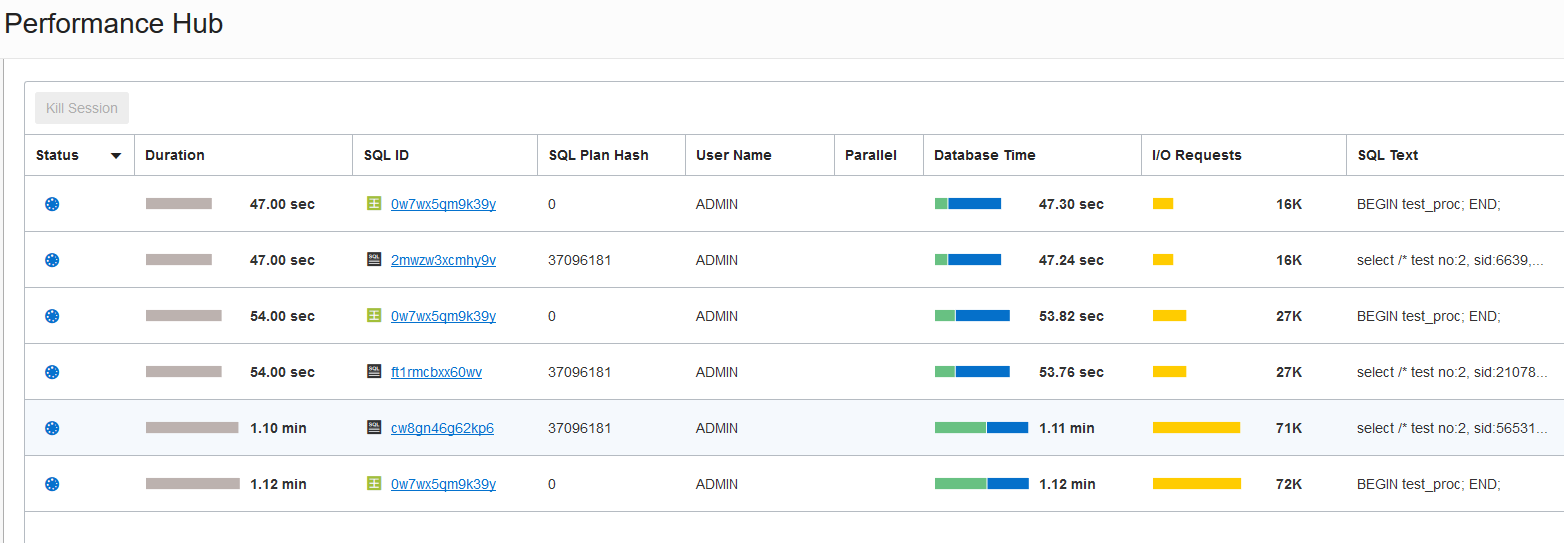 Performance Hub
Kill Session
Status Duration SQL ID SQL Plan Hash User Name Parallel Database Time I/O Requests SQL Text
47.00 sec 0w7wx5qm9k39y 0 ADMIN 47.30 sec 16K BEGIN test_proc; END;
47.00 sec SQL 2mwzw3xcmhy9v 37096181 ADMIN 47.24 sec 16K select /* test no:2, sid:6639,...
54.00 sec 0w7wx5qm9k39y 0 ADMIN 53.82 sec 27K BEGIN test_proc; END;
54.00 sec SQL ft1rmcbxx60wv 37096181 ADMIN 53.76 sec 27K select /* test no:2, sid:21078...
1.10 min SQL cw8gn46g62kp6 37096181 ADMIN 1.11 min 71K select /* test no:2, sid:56531...
1.12 min 0w7wx5qm9k39y 0 ADMIN 1.12 min 72K BEGIN test_proc; END;